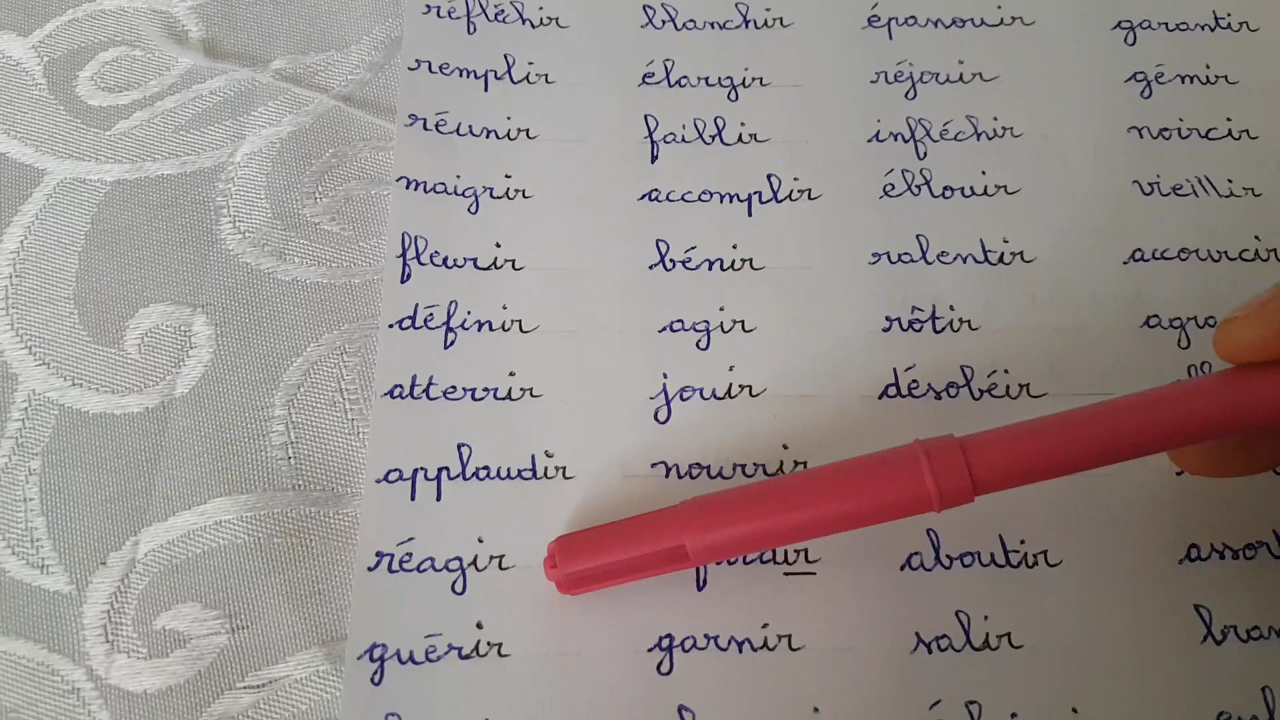 réfléchir blanchir épanouir garantir
remplir élargir réjouir gémir
réunir faiblir infléchir noircir
maigrir accomplir éblouir vieillir
fleurir bénir ralentir accourcir
définir agir rôtir
atterrir jouir désobéir
applaudir nourrir
réagir aboutir
guérir garnir salir